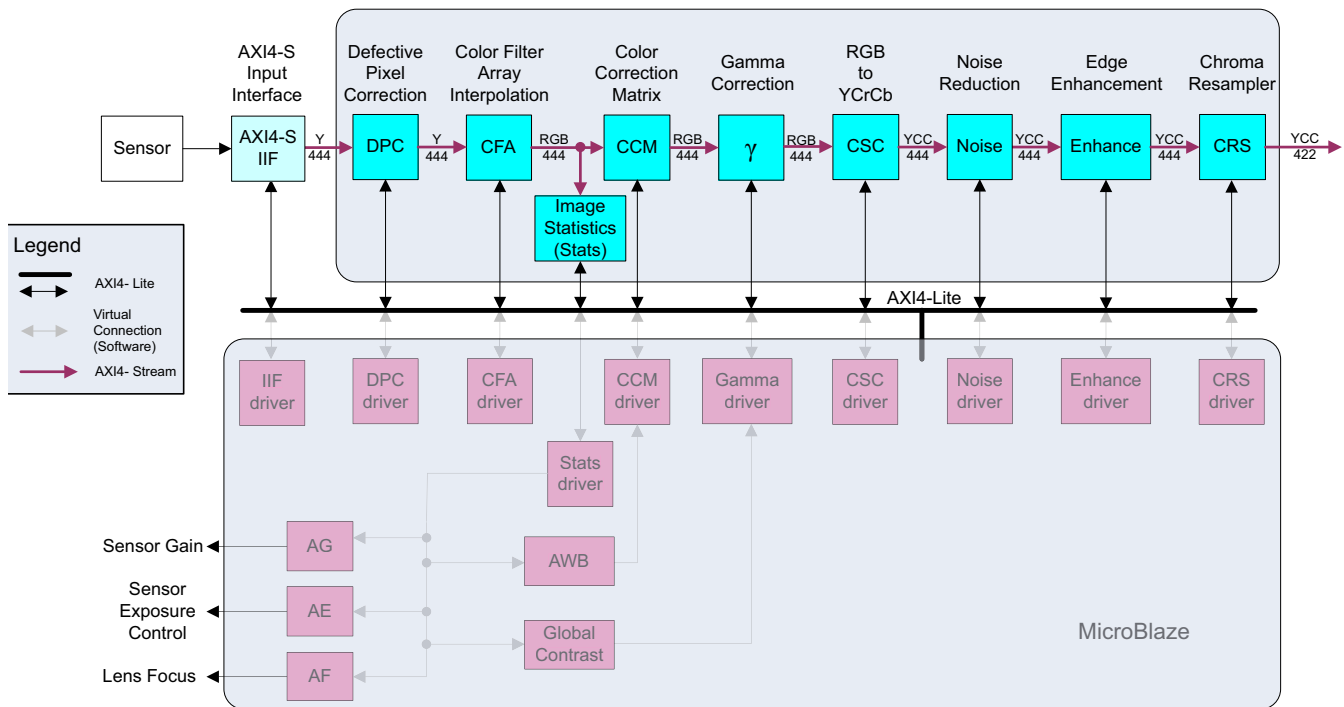 AXI4-S
Input
Interface
Defective
Pixel
Correction
Color Filter
Array
Interpolation
Color
Correction
Matrix
Gamma
Correction
RGB
to
YCrCb
Noise
Reduction
Edge
Enhancement
Chroma
Resampler
Sensor
AXI4-S
IIF
Y
444
DPC
Y
444
CFA
RGB
444
CCM
RGB
444
γ
RGB
444
CSC
YCC
444
Noise
YCC
444
Enhance
YCC
444
CRS
YCC
422
Image
Statistics
(Stats)
Legend
AXI4- Lite
Virtual
Connection
(Software)
AXI4- Stream
AXI4-Lite
IIF
driver
DPC
driver
CFA
driver
CCM
driver
Gamma
driver
CSC
driver
Noise
driver
Enhance
driver
CRS
driver
Stats
driver
Sensor Gain
AG
AWB
Sensor
Exposure
Control
AE
Global
Contrast
MicroBlaze
Lens Focus
AF